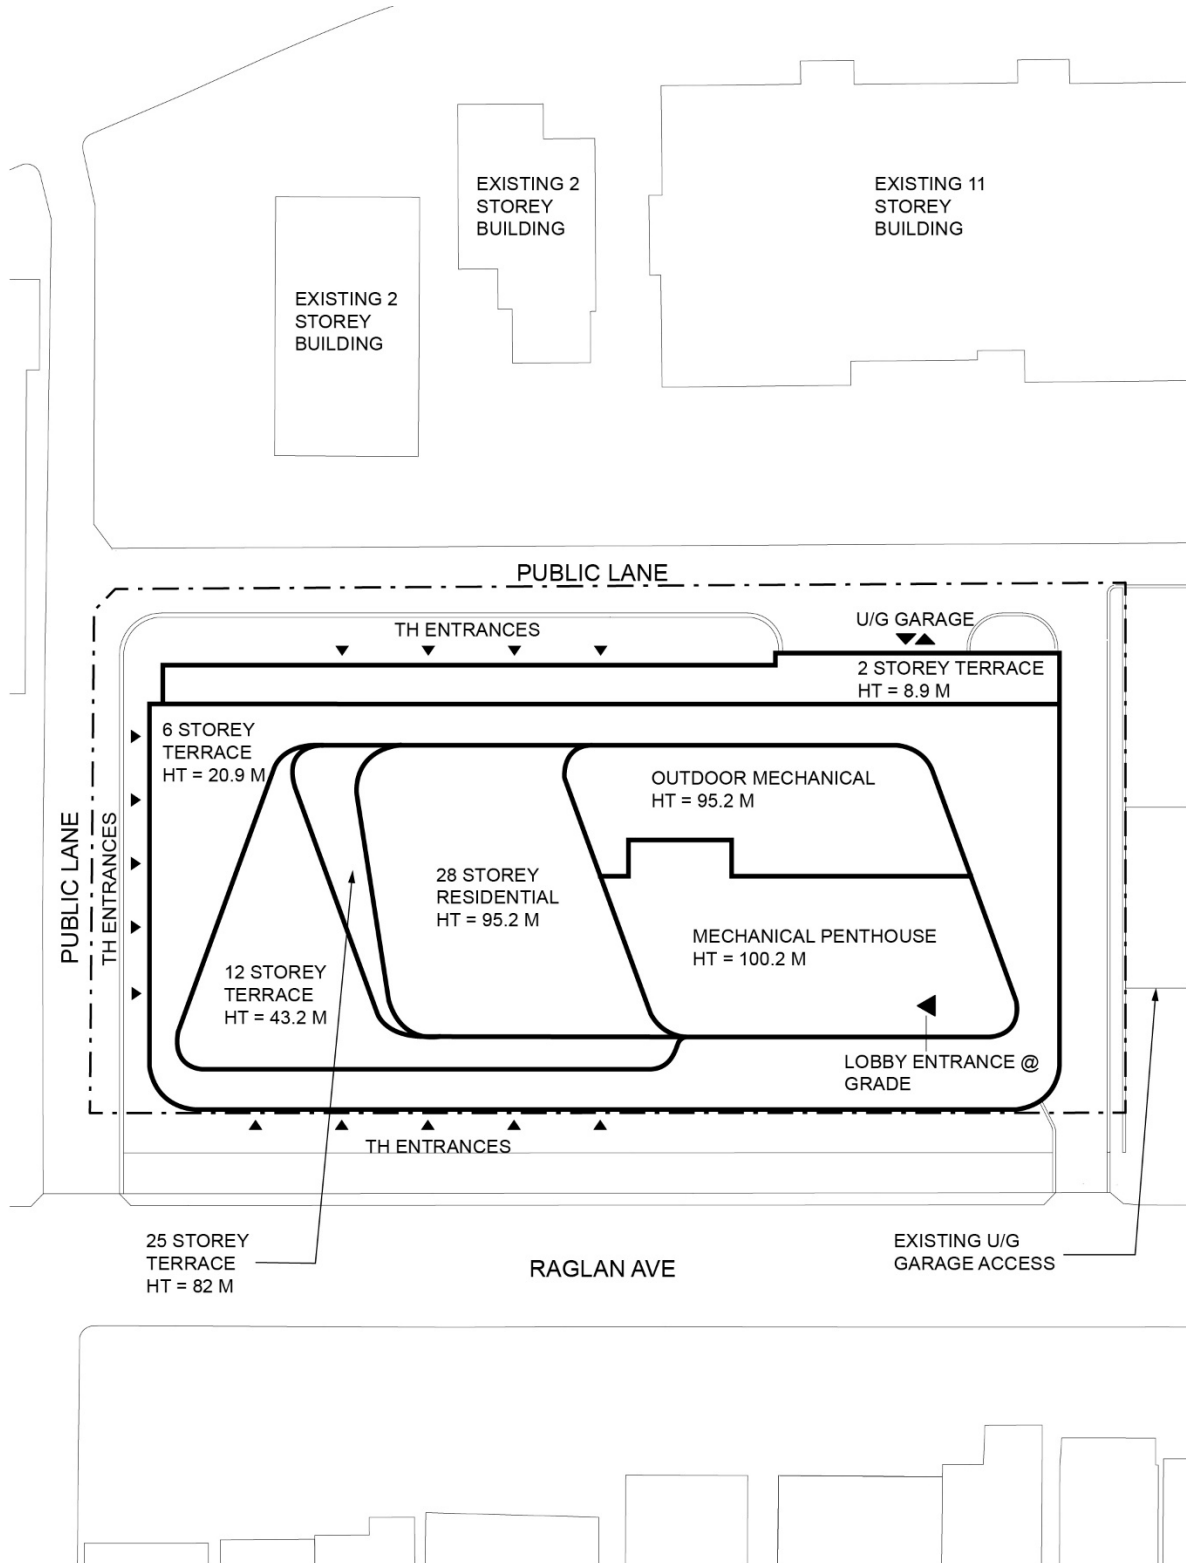 EXISTING 2
STOREY
BUILDING
EXISTING 11
STOREY
BUILDING
EXISTING 2
STOREY
BUILDING
PUBLIC LANE
TH ENTRANCES
U/G GARAGE
2 STOREY TERRACE
HT = 8.9 M
6 STOREY
TERRACE
HT = 20.9 M
OUTDOOR MECHANICAL
HT = 95.2 M
PUBLIC LANE
TH ENTRANCES
28 STOREY
RESIDENTIAL
HT = 95.2 M
MECHANICAL PENTHOUSE
HT = 100.2 M
12 STOREY
TERRACE
HT = 43.2 M
LOBBY ENTRANCE @
GRADE
TH ENTRANCES
25 STOREY
TERRACE
HT = 82 M
RAGLAN AVE
EXISTING U/G
GARAGE ACCESS